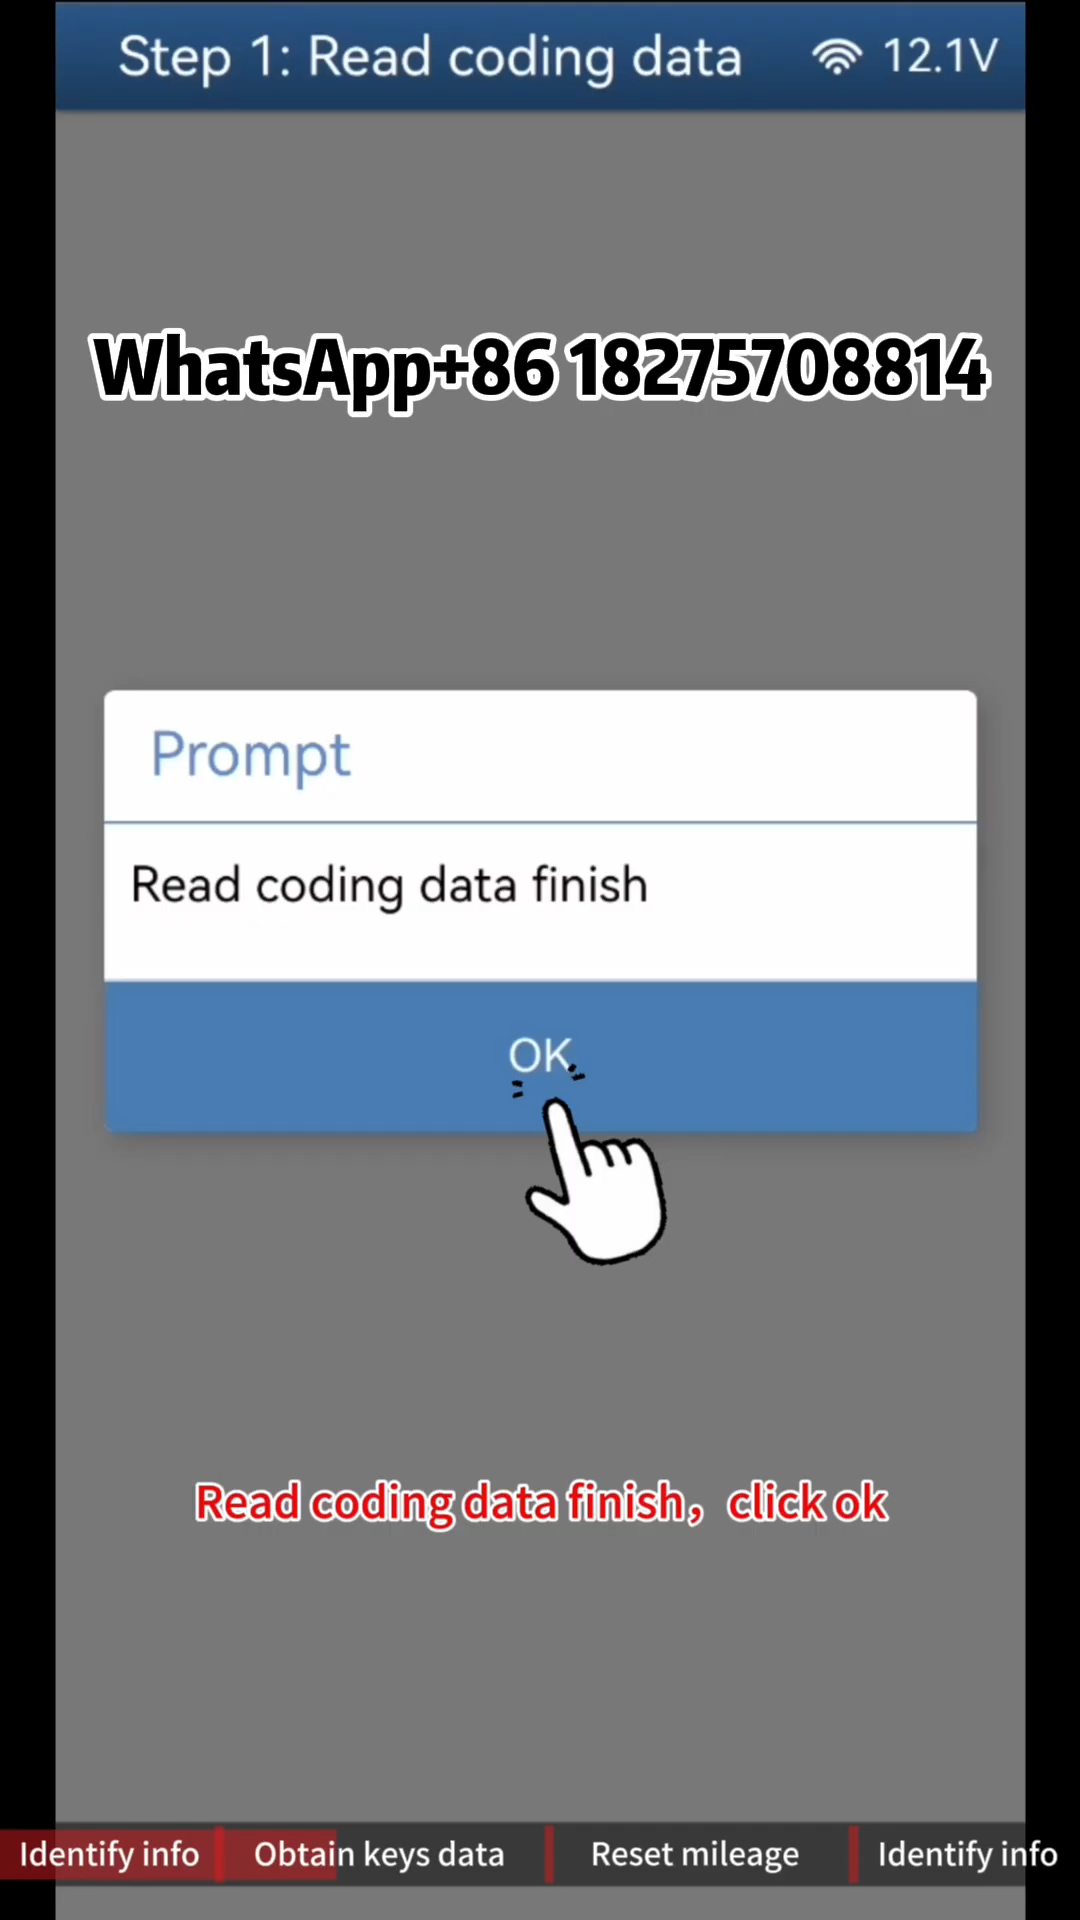 Step 1: Read coding data
12.1V
WhatsApp+86 18275708814
Prompt
Read coding data finish
OK
Read coding data finish，click ok
Identify info
Obtain keys data
Reset mileage
Identify info